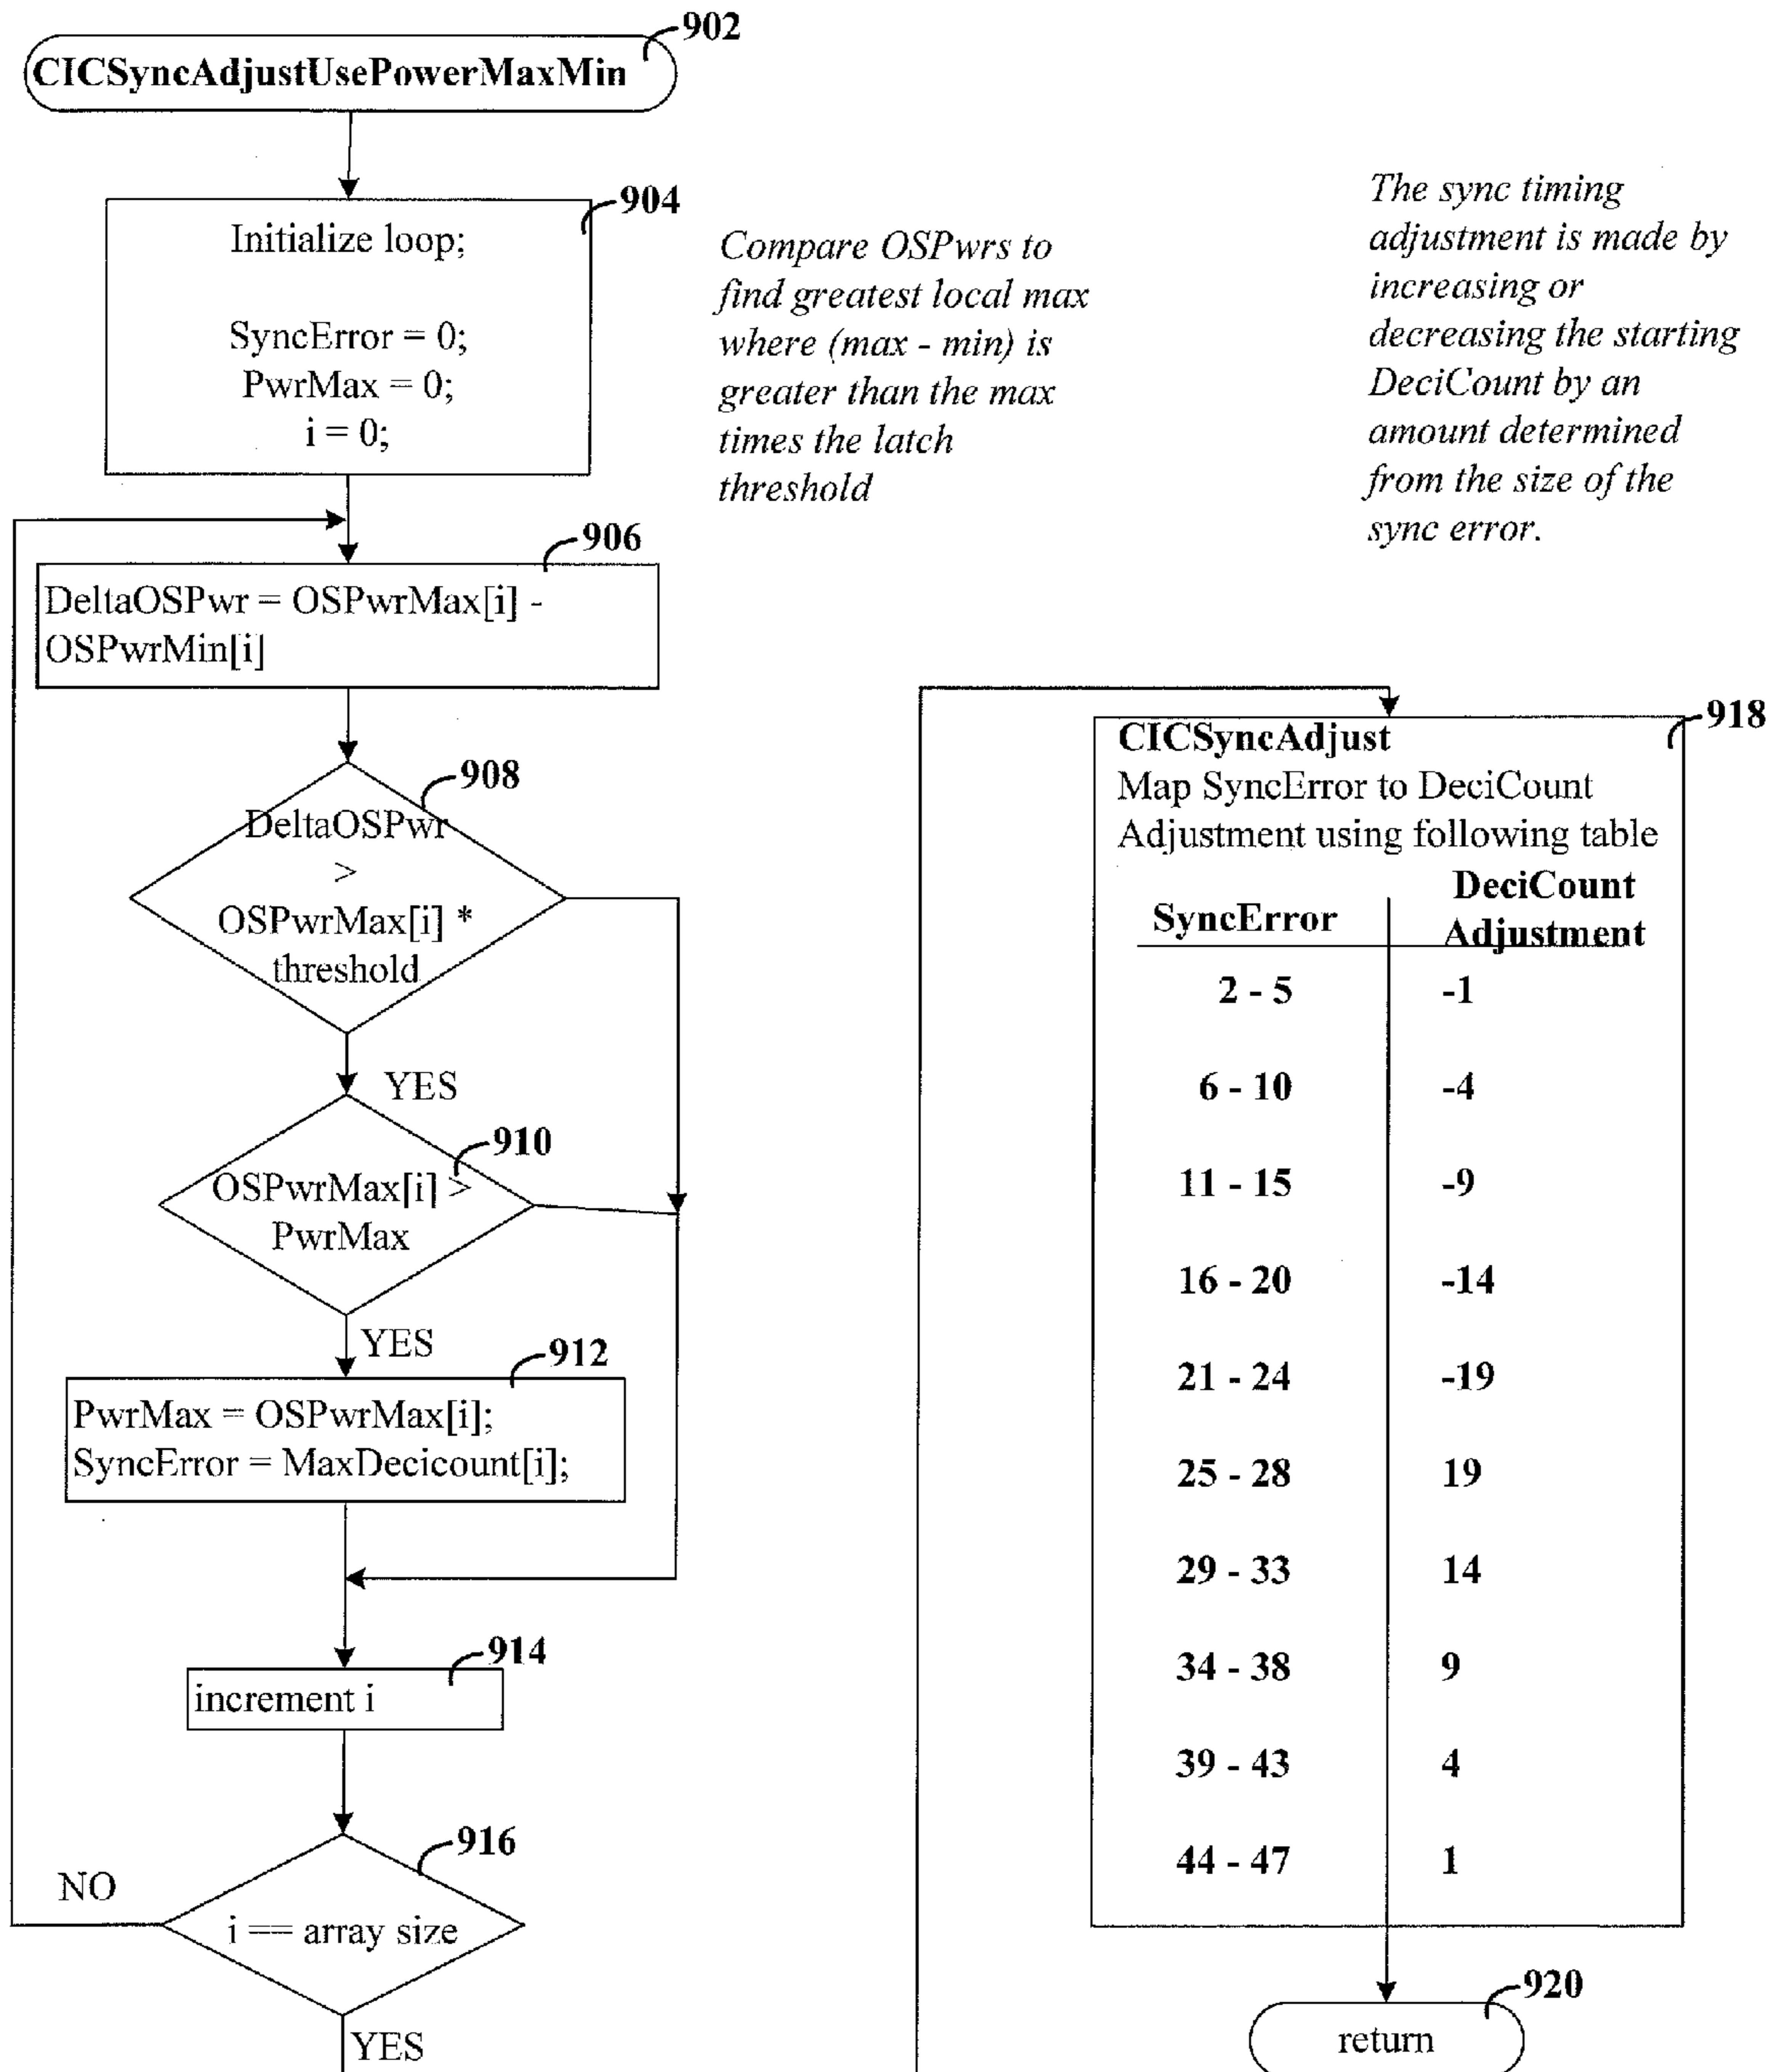 902
CICSyncAdjustUsePowerMaxMin
904
Initialize loop;
SyncError = 0;
PwrMax = 0;
i = 0;
Compare OSPwrs to
find greatest local max
where (max - min) is
greater than the max
times the latch
threshold
906
DeltaOSPwr = OSPwrMax[i] -
OSPwrMin[i]
908
DeltaOSPwr
>
OSPwrMax[i] *
threshold
YES
910
OSPwrMax[i] >
PwrMax
YES
912
PwrMax = OSPwrMax[i];
SyncError = MaxDecicount[i];
914
increment i
916
NO
i == array size
YES
The sync timing
adjustment is made by
increasing or
decreasing the starting
DeciCount by an
amount determined
from the size of the
sync error.
918
CICSyncAdjust
Map SyncError to DeciCount
Adjustment using following table
DeciCount
SyncError Adjustment
2 - 5 -1
6 - 10 -4
11 - 15 -9
16 - 20 -14
21 - 24 -19
25 - 28 19
29 - 33 14
34 - 38 9
39 - 43 4
44 - 47 1
920
return